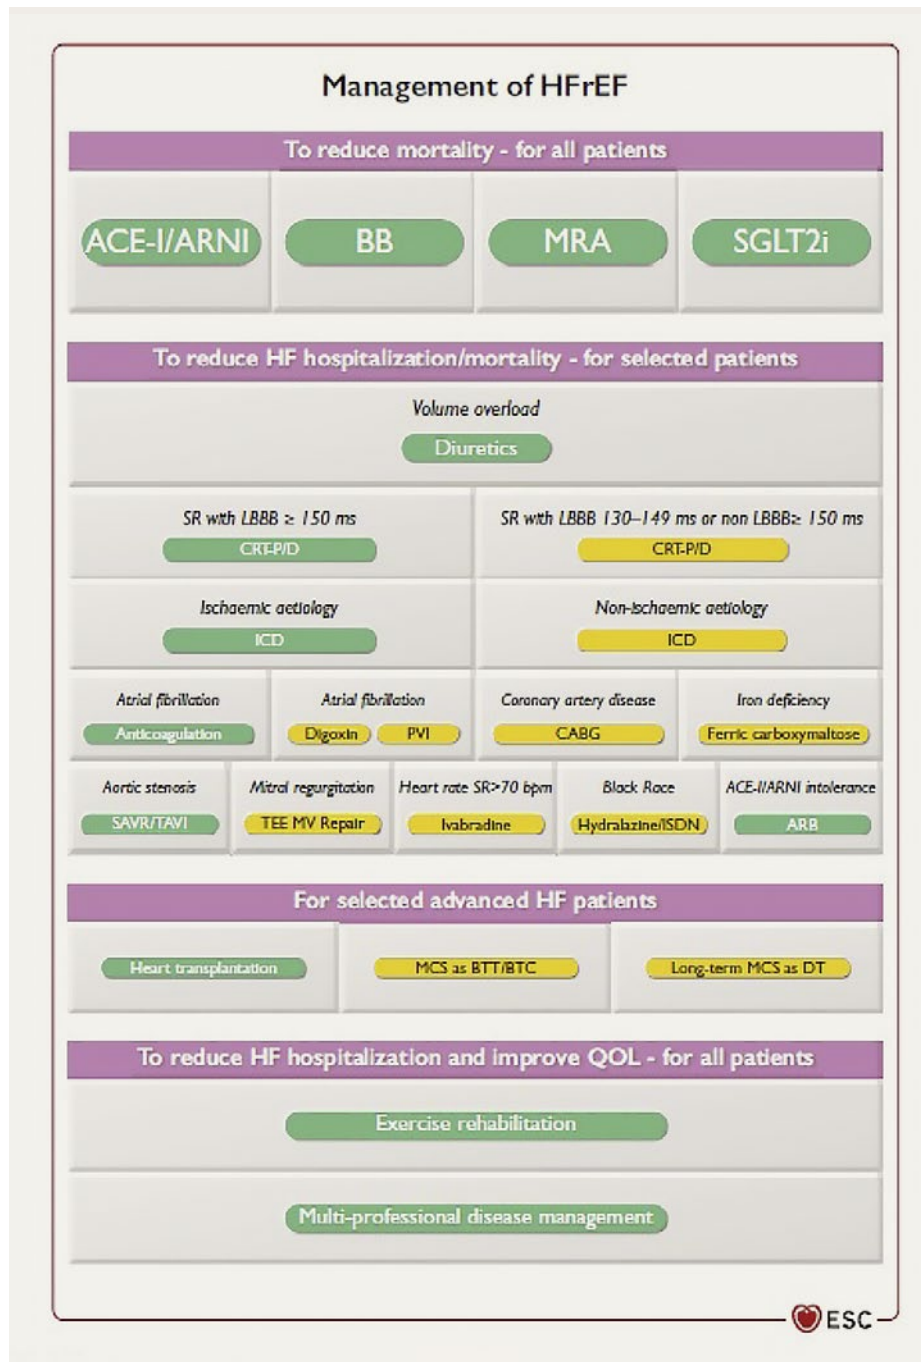 Management of HFrEF
To reduce mortality - for all patients
ACE-I/ARNI BB MRA SGLT2i
To reduce HF hospitalization/mortality - for selected patients
Volume overload
Diuretics
SR with LBBB ≥ 150 ms SR with LBBB 130–149 ms or non LBBB≥ 150 ms
CRT-P/D CRT-P/D
Ischaemic aetiology Non-ischaemic aetiology
ICD ICD
Atrial fibrillation Atrial fibrillation Coronary artery disease Iron deficiency
Anticoagulation Digoxin PVI CABG Ferric carboxymaltose
Aortic stenosis Mitral regurgitation Heart rate SR>70 bpm Black Race ACE-I/ARNI intolerance
SAVR/TAVI TEE MV Repair Ivabradine Hydralazine/ISDN ARB
For selected advanced HF patients
Heart transplantation MCS as BTT/BTC Long-term MCS as DT
To reduce HF hospitalization and improve QOL - for all patients
Exercise rehabilitation
Multi-professional disease management
ESC